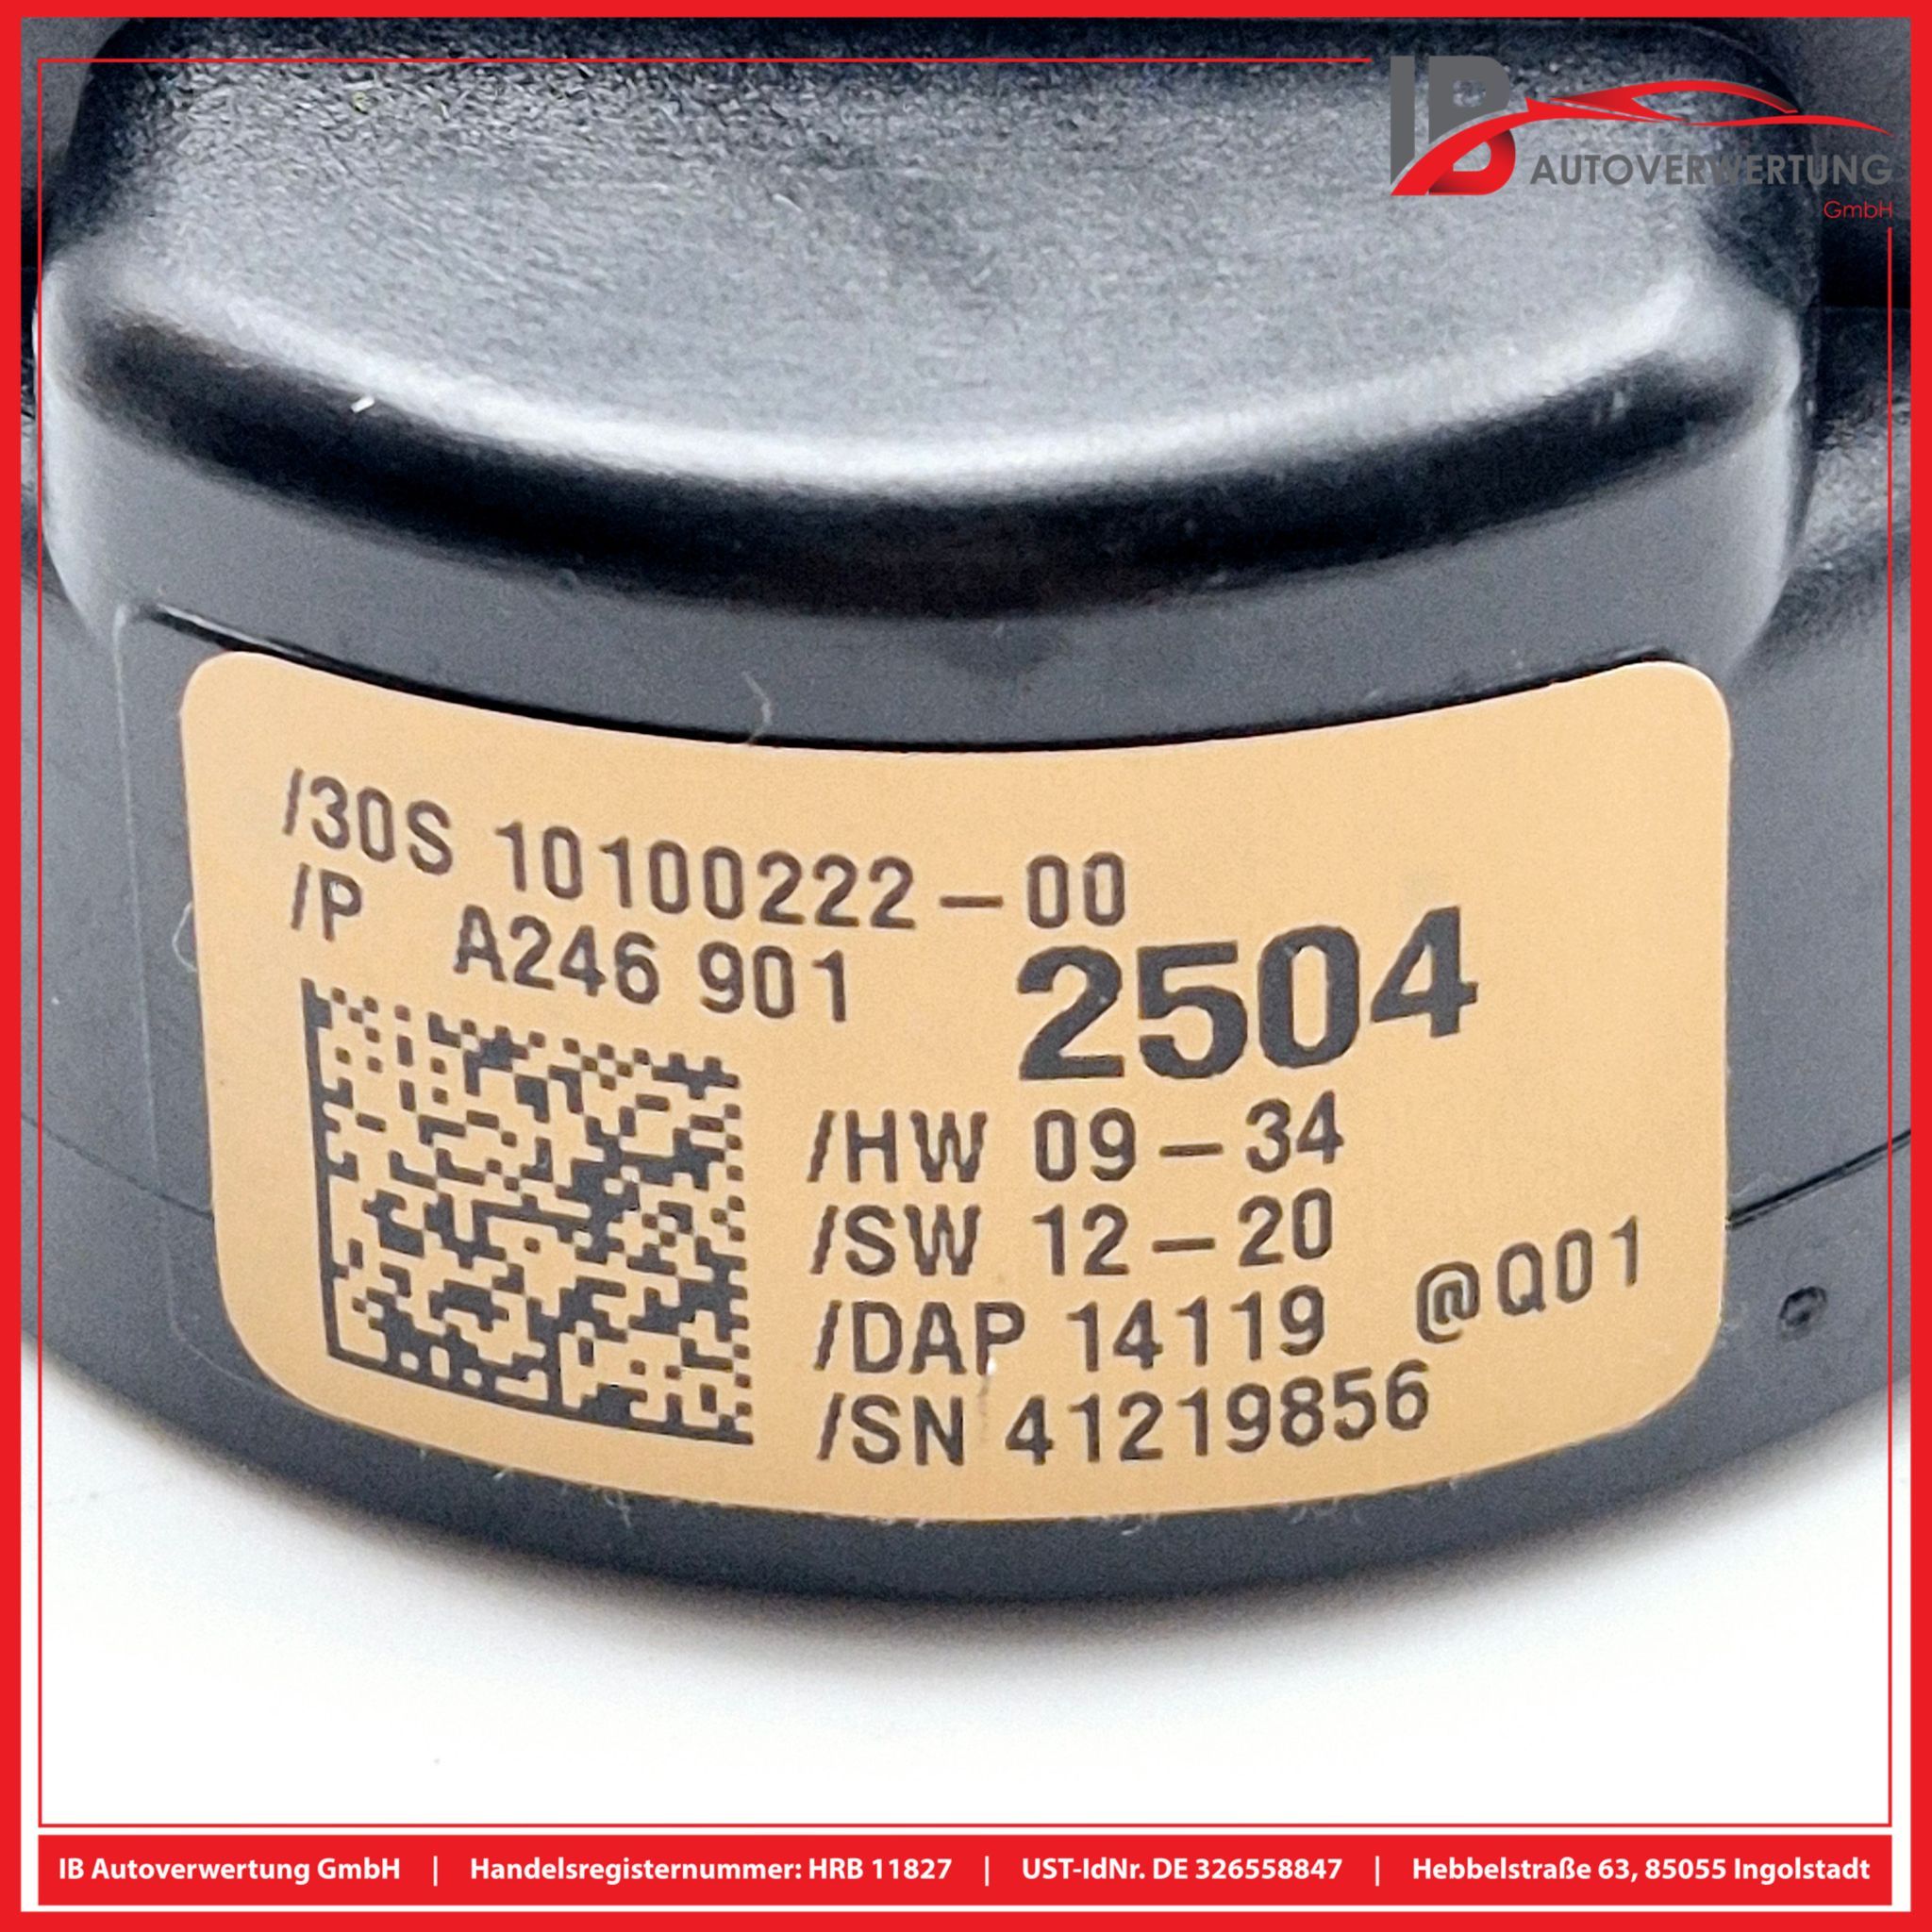 IB
AUTOVERWERTUNG
GmbH
/30S 10100222-00
/P A246 901 2504
/HW 09-34
/SW 12-20
/DAP 14119 @Q01
/SN 41219856
IB Autoverwertung GmbH | Handelsregisternummer: HRB 11827 | UST-IdNr. DE 326558847 | Hebbelstraße 63, 85055 Ingolstadt